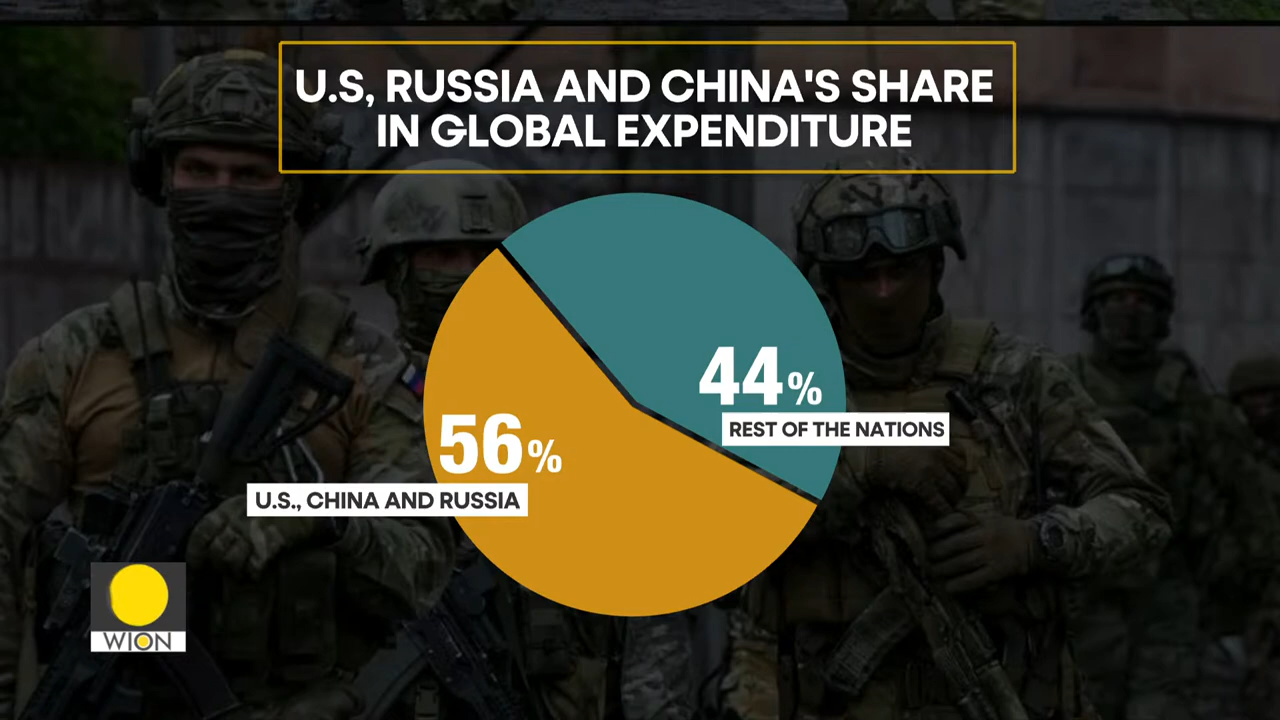 U.S, RUSSIA AND CHINA'S SHARE
IN GLOBAL EXPENDITURE
44%
REST OF THE NATIONS
56%
U.S., CHINA AND RUSSIA
WION